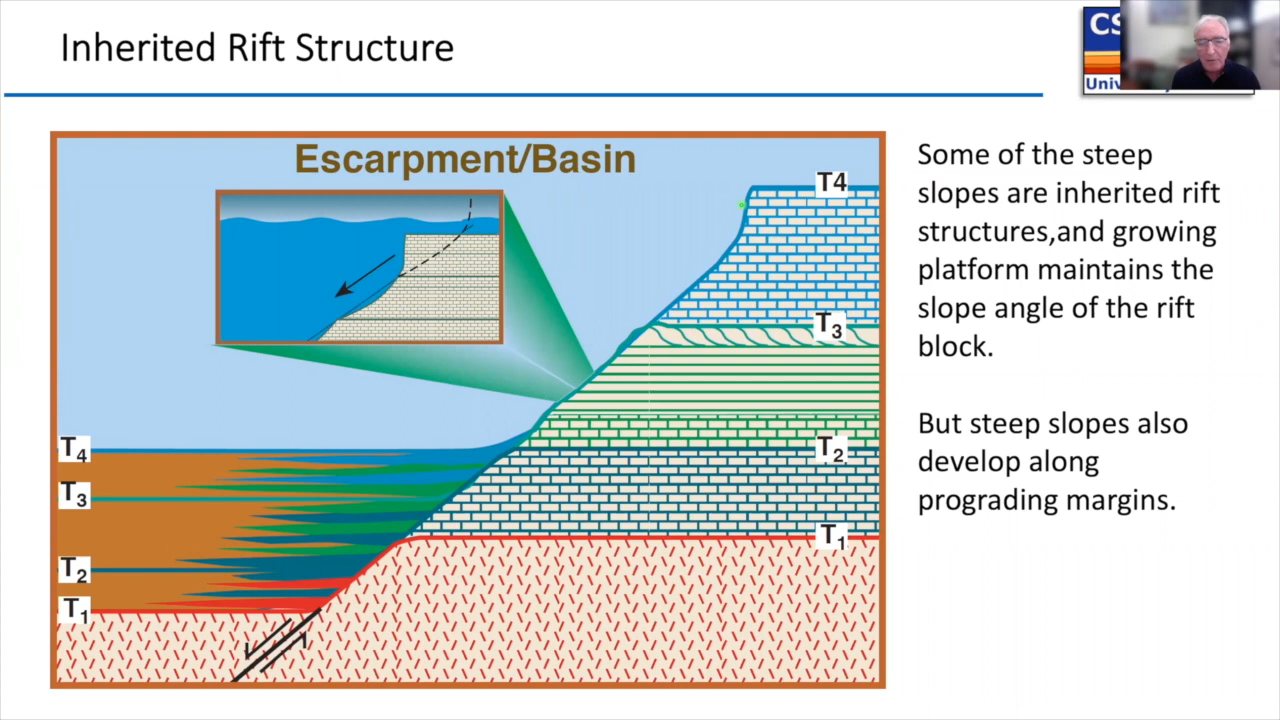 Inherited Rift Structure
CS
Univ
Escarpment/Basin
T4
T3
T2
T1
T4
T3
T2
T1
Some of the steep
slopes are inherited rift
structures,and growing
platform maintains the
slope angle of the rift
block.
But steep slopes also
develop along
prograding margins.